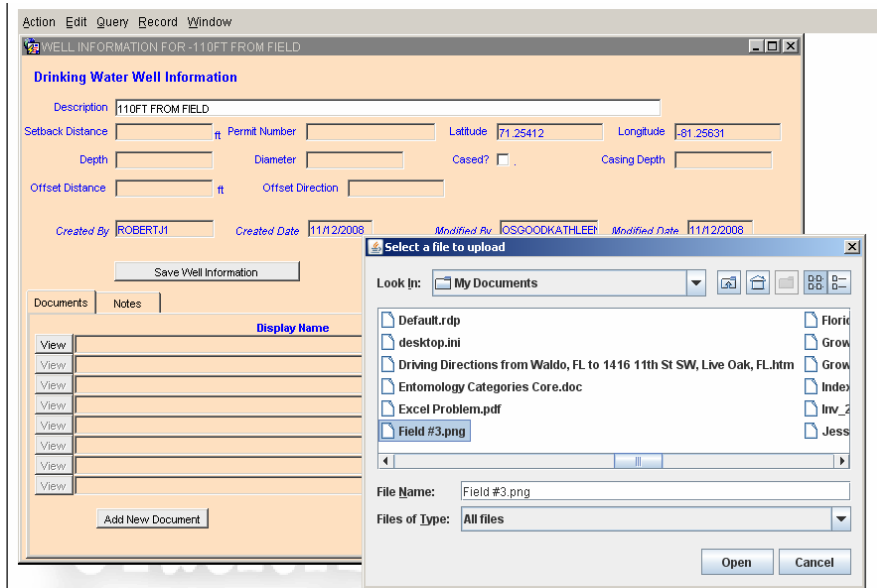 Action Edit Query Record Window
WELL INFORMATION FOR -110FT FROM FIELD
Drinking Water Well Information
Description 110FT FROM FIELD
Setback Distance ft Permit Number Latitude 71.25412 Longitude -81.25631
Depth Diameter Cased? . Casing Depth
Offset Distance ft Offset Direction
Created By ROBERTJ1 Created Date 11/12/2008 Modified By OSGOODKATHLEEN Modified Date 11/12/2008
Save Well Information
Documents Notes
Display Name
View
View
View
View
View
View
View
View
Add New Document
Select a file to upload
Look In: My Documents
Default.rdp
desktop.ini
Driving Directions from Waldo, FL to 1416 11th St SW, Live Oak, FL.htm
Entomology Categories Core.doc
Excel Problem.pdf
Field #3.png
Floric
Grow
Grow
Index
Inv_2
Jess
File Name: Field #3.png
Files of Type: All files
Open Cancel